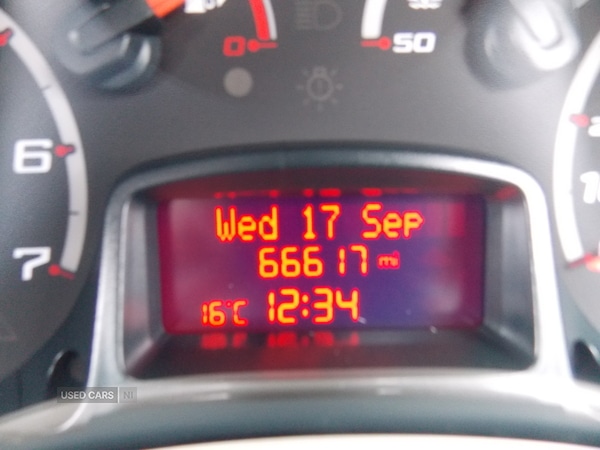 0
50
6
7
Wed 17 Sep
66617 mi
16°C 12:34
USED CARS NI